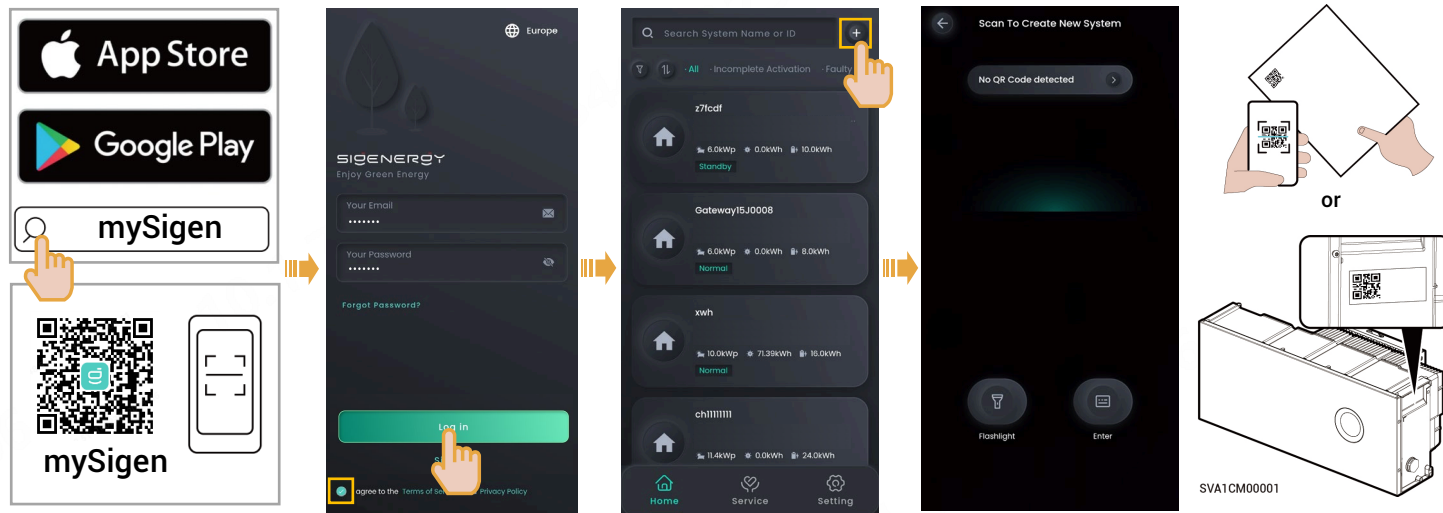 App Store
Google Play
mySigen
mySigen
Europe
SIGENERGY
Enjoy Green Energy
Your Email
•••••••
Your Password
•••••••
Forgot Password?
Log in
agree to the Terms of Privacy Policy
Search System Name or ID
All · Incomplete Activation · Faulty
z7fcdf
6.0kWp 0.0kWh 10.0kWh
Standby
Gateway15J0008
6.0kWp 0.0kWh 8.0kWh
Normal
xwh
10.0kWp 71.39kWh 16.0kWh
Normal
11.4kWp 0.0kWh 24.0kWh
Home Service Setting
Scan To Create New System
No QR Code detected
Flashlight Enter
or
SVA1CM00001